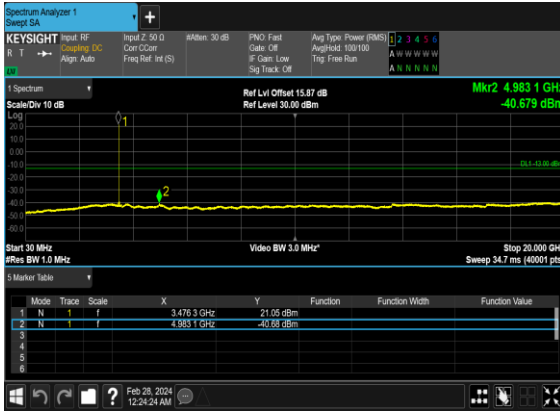 Spectrum Analyzer 1
Swept SA
+
KEYSIGHT Input: RF Input Z: 50 Ω #Atten: 30 dB PNO: Fast Avg Type: Power (RMS) 1 2 3 4 5 6
R T Coupling: DC Corr CCorr Gate: Off Avg|Hold: 100/100 A W W W W W
Align: Auto Freq Ref: Int (S) IF Gain: Low Trig: Free Run
Sig Track: Off A N N N N N
1 Spectrum Ref Lvl Offset 15.87 dB Mkr2 4.983 1 GHz
Scale/Div 10 dB Ref Level 30.00 dBm -40.679 dBm
Log
20.0
10.0
0.00
-10.0
DL1 -13.00 dBm
-20.0
-30.0
-40.0
-50.0
-60.0
1
2
Start 30 MHz Video BW 3.0 MHz* Stop 20.000 GH
#Res BW 1.0 MHz Sweep 34.7 ms (40001 pts
5 Marker Table
Mode Trace Scale X Y Function Function Width Function Value
1 N 1 f 3.476 3 GHz 21.05 dBm
2 N 1 f 4.983 1 GHz -40.68 dBm
3
4
5
6
? Feb 28, 2024
12:24:24 AM